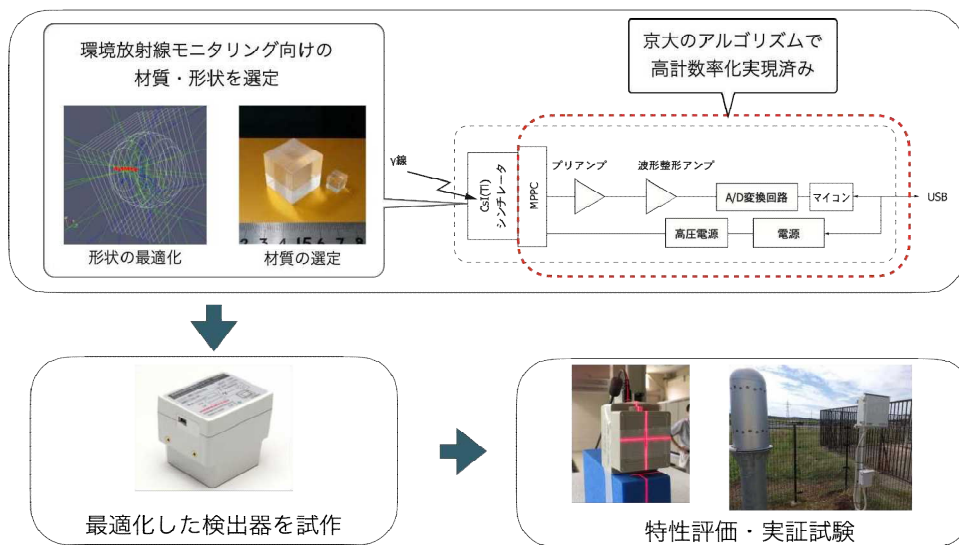 環境放射線モニタリング向けの
材質・形状を選定
形状の最適化
材質の選定
京大のアルゴリズムで
高計数率化実現済み
γ線
CsI(Tl)
シンチレータ
MPPC
プリアンプ
波形整形アンプ
A/D変換回路
マイコン
USB
高圧電源
電源
最適化した検出器を試作
特性評価・実証試験